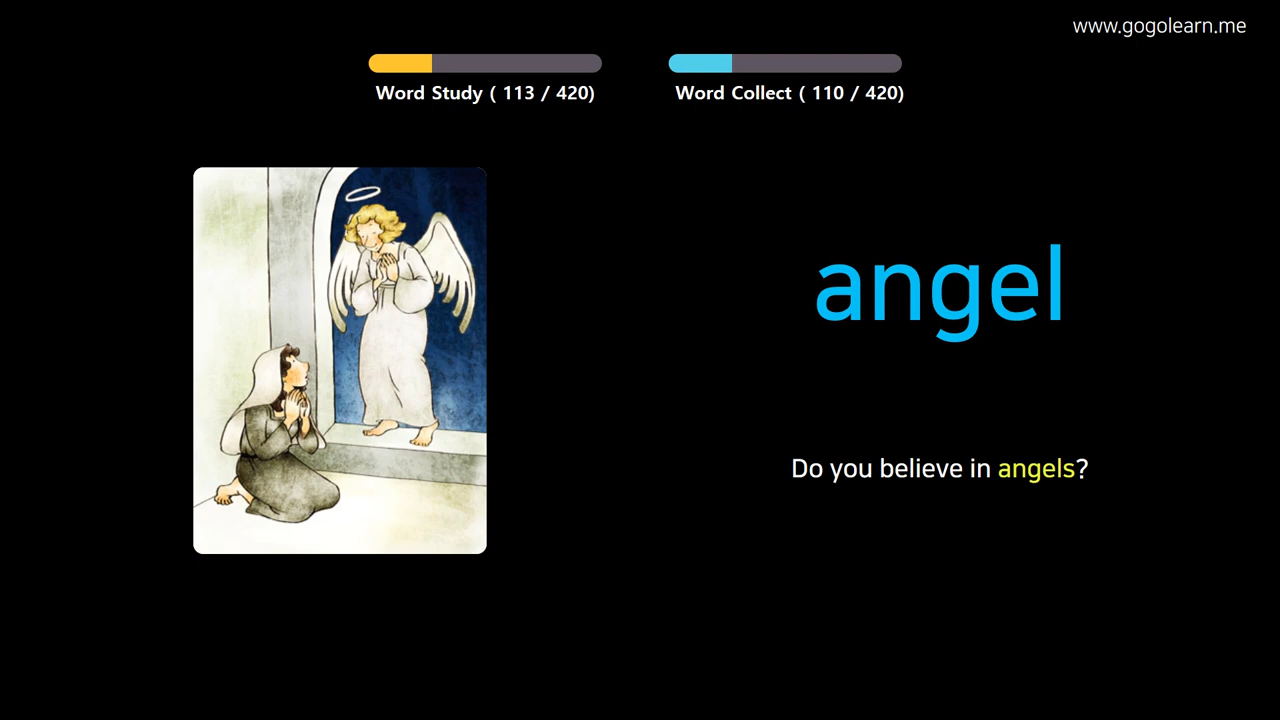 www.gogolearn.me
Word Study ( 113 / 420)
Word Collect ( 110 / 420)
angel
Do you believe in angels?